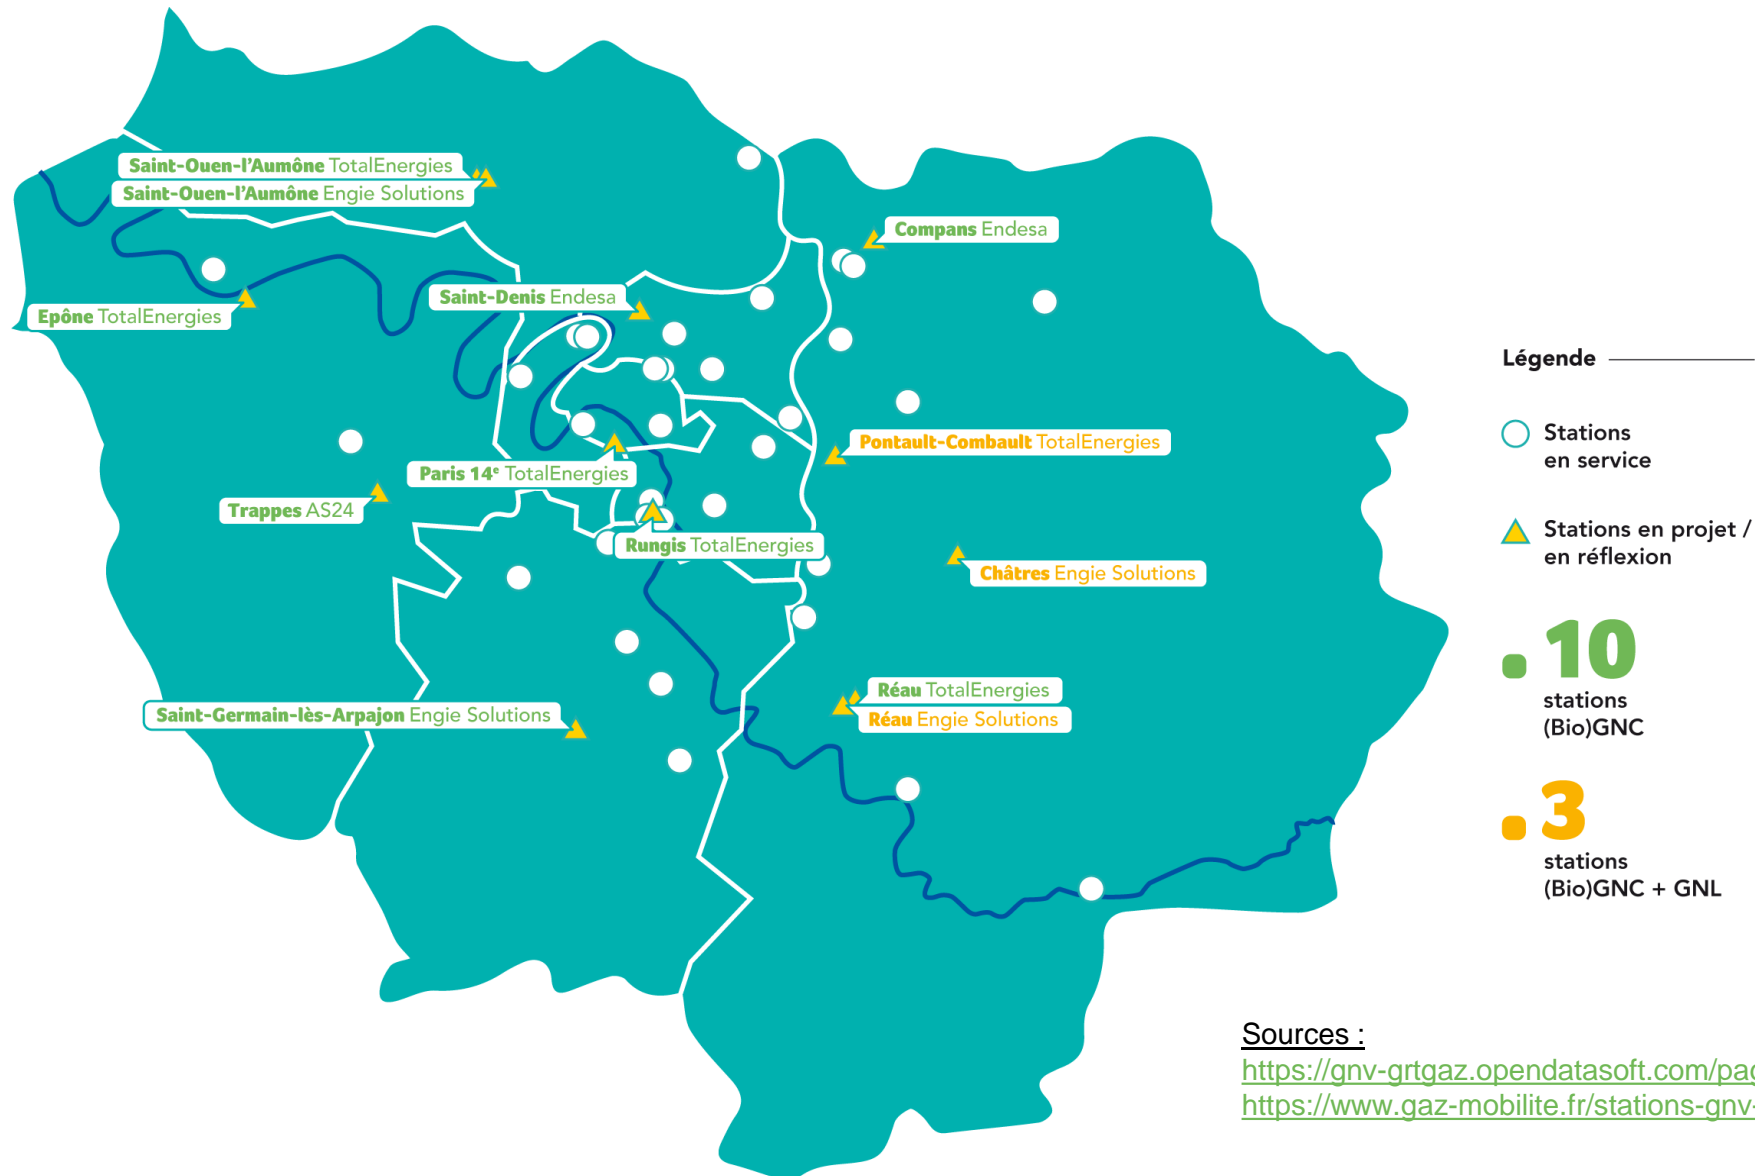 Saint-Ouen-l'Aumône TotalEnergies
Saint-Ouen-l'Aumône Engie Solutions
Compans Endesa
Saint-Denis Endesa
Epône TotalEnergies
Pontault-Combault TotalEnergies
Paris 14e TotalEnergies
Trappes AS24
Rungis TotalEnergies
Châtres Engie Solutions
Réau TotalEnergies
Réau Engie Solutions
Saint-Germain-lès-Arpajon Engie Solutions
Légende
Stations
en service
Stations en projet /
en réflexion
10
stations
(Bio)GNC
3
stations
(Bio)GNC + GNL
Sources :
https://gnv-grtgaz.opendatasoft.com/pag
https://www.gaz-mobilite.fr/stations-gnv-